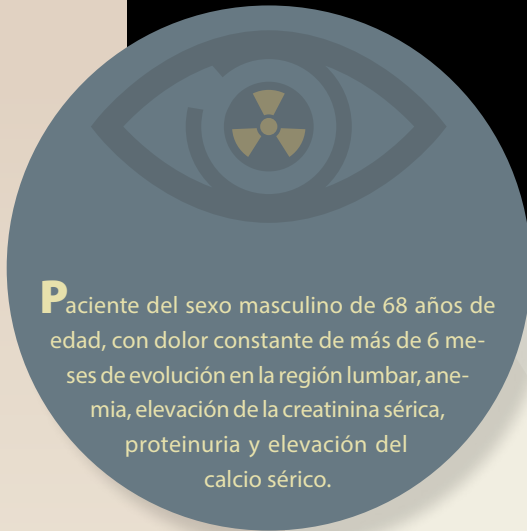 Paciente del sexo masculino de 68 años de
edad, con dolor constante de más de 6 me-
ses de evolución en la región lumbar, ane-
mia, elevación de la creatinina sérica,
proteinuria y elevación del
calcio sérico.